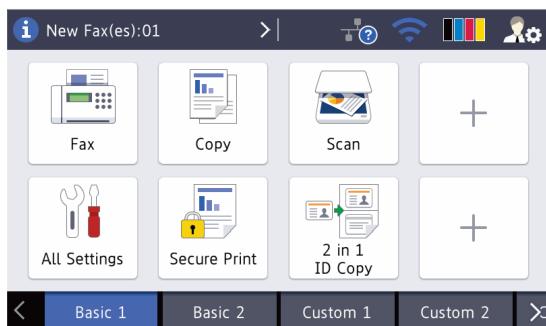 New Fax(es):01
Fax
Copy
Scan
All Settings
Secure Print
2 in 1
ID Copy
Basic 1
Basic 2
Custom 1
Custom 2